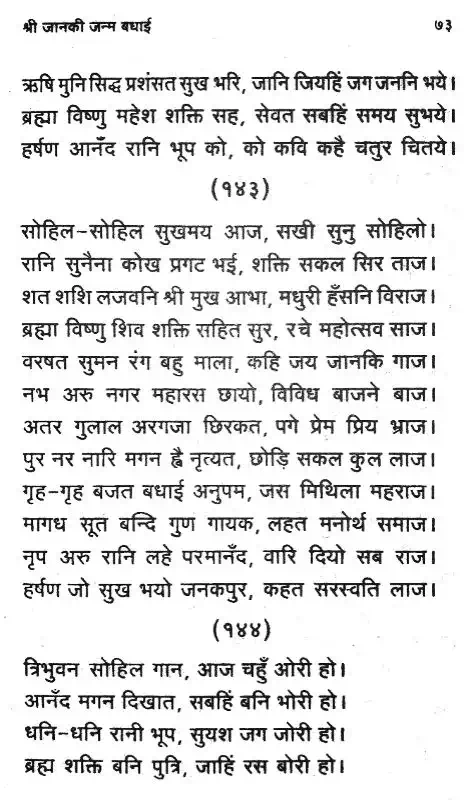 श्री जानकी जन्म बधाई ७३
ऋषि मुनि सिद्ध प्रशंसत सुख भरि, जानि जियहिं जग जननि भये।
ब्रह्मा विष्णु महेश शक्ति सह, सेवत सबहिं समय सुभये।
हर्षण आनँद रानि भूप को, को कवि कहै चतुर चितये।
(१४३)
सोहिल-सोहिल सुखमय आज, सखी सुनु सोहिलो।
रानि सुनैना कोख प्रगट भई, शक्ति सकल सिर ताज।
शत शशि लजवनि श्री मुख आभा, मधुरी हँसनि विराज।
ब्रह्मा विष्णु शिव शक्ति सहित सुर, रचे महोत्सव साज।
वरषत सुमन रंग बहु माला, कहि जय जानकि गाज।
नभ अरु नगर महारस छायो, विविध बाजने बाज।
अतर गुलाल अरगजा छिरकत, पगे प्रेम प्रिय भ्राज।
पुर नर नारि मगन ह्वै नृत्यत, छोड़ि सकल कुल लाज।
गृह-गृह बजत बधाई अनुपम, जस मिथिला महराज।
मागध सूत बन्दि गुण गायक, लहत मनोर्थ समाज।
नृप अरु रानि लहे परमानँद, वारि दियो सब राज।
हर्षण जो सुख भयो जनकपुर, कहत सरस्वति लाज।
(१४४)
त्रिभुवन सोहिल गान, आज चहुँ ओरी हो।
आनँद मगन दिखात, सबहिं बनि भोरी हो।
धनि-धनि रानी भूप, सुयश जग जोरी हो।
ब्रह्म शक्ति बनि पुत्रि, जाहिं रस बोरी हो।